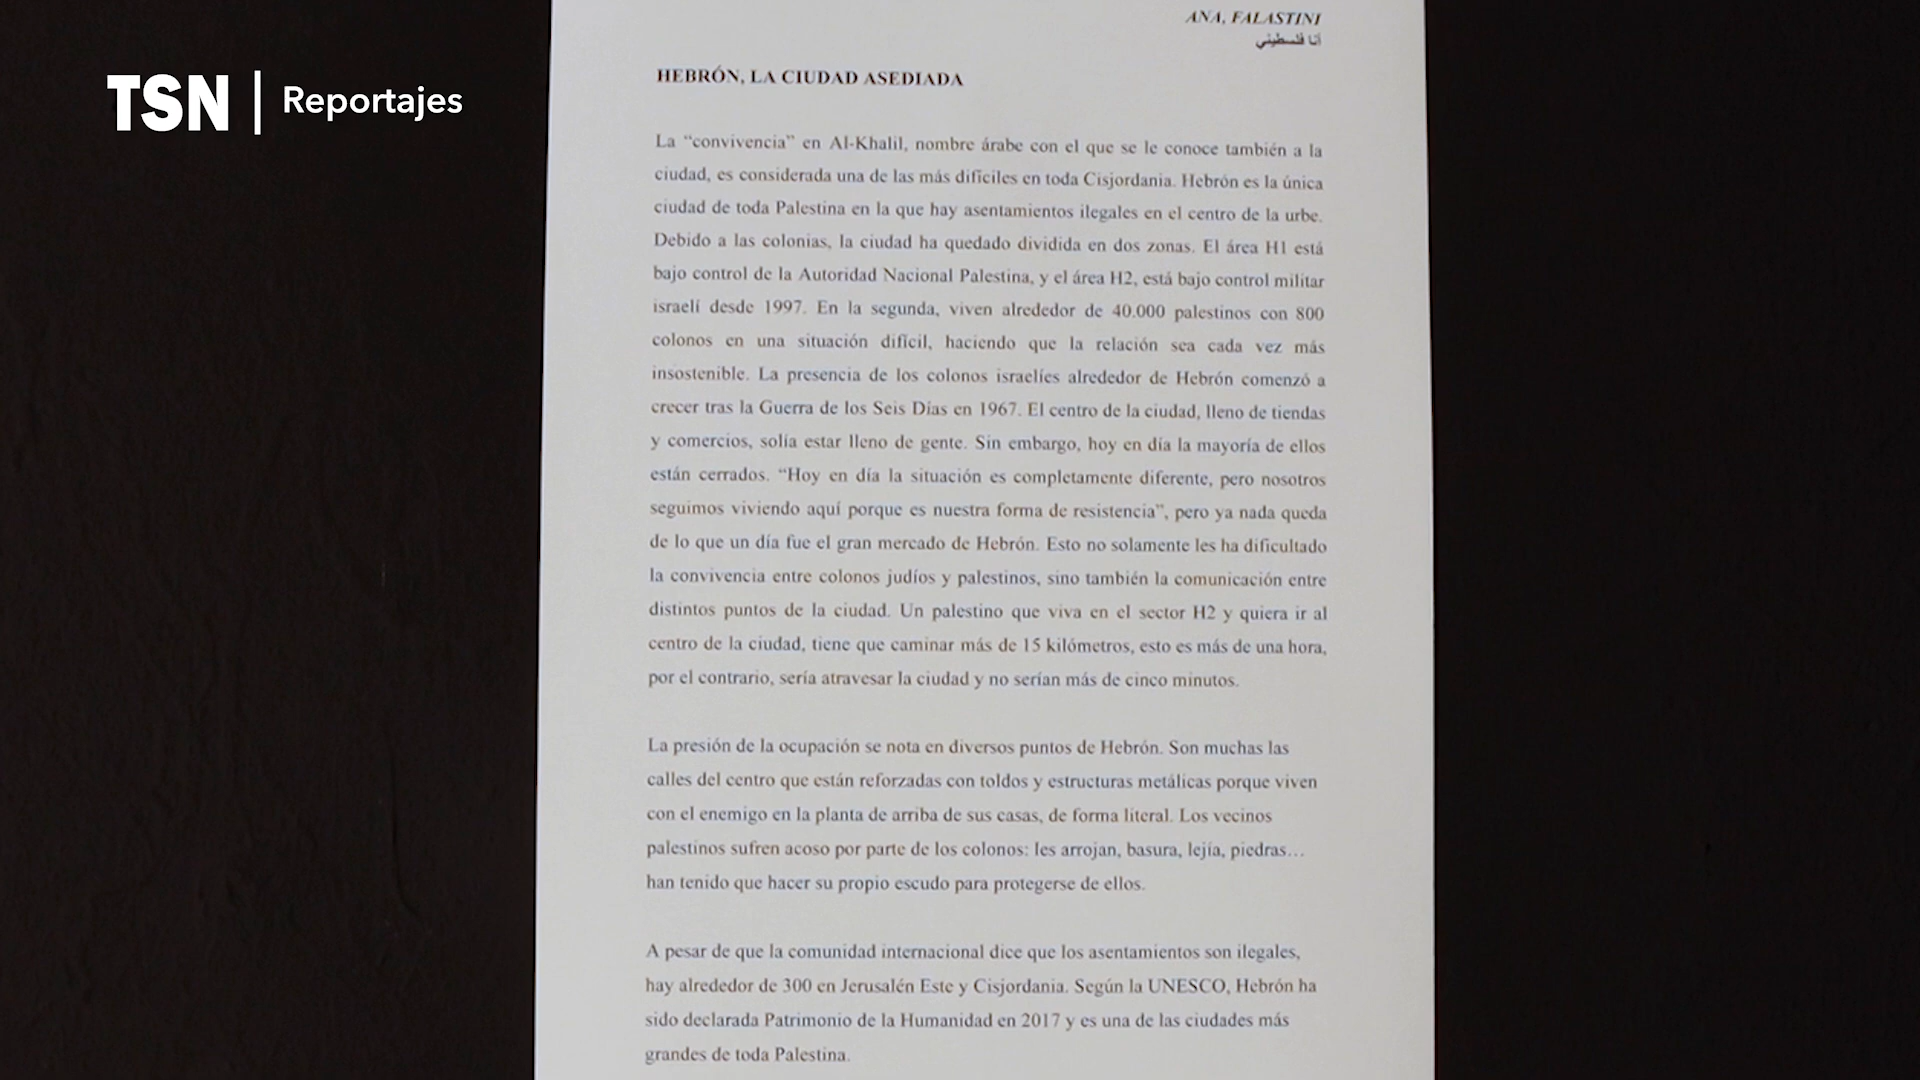 TSN | Reportajes
ANA, FALASTINI
أنا فلسطيني
HEBRÓN, LA CIUDAD ASEDIADA
La “convivencia” en Al-Khalil, nombre árabe con el que se le conoce también a la
ciudad, es considerada una de las más difíciles en toda Cisjordania. Hebrón es la única
ciudad de toda Palestina en la que hay asentamientos ilegales en el centro de la urbe.
Debido a las colonias, la ciudad ha quedado dividida en dos zonas. El área H1 está
bajo control de la Autoridad Nacional Palestina, y el área H2, está bajo control militar
israelí desde 1997. En la segunda, viven alrededor de 40.000 palestinos con 800
colonos en una situación difícil, haciendo que la relación sea cada vez más
insostenible. La presencia de los colonos israelíes alrededor de Hebrón comenzó a
crecer tras la Guerra de los Seis Días en 1967. El centro de la ciudad, lleno de tiendas
y comercios, solía estar lleno de gente. Sin embargo, hoy en día la mayoría de ellos
están cerrados. “Hoy en día la situación es completamente diferente, pero nosotros
seguimos viviendo aquí porque es nuestra forma de resistencia”, pero ya nada queda
de lo que un día fue el gran mercado de Hebrón. Esto no solamente les ha dificultado
la convivencia entre colonos judíos y palestinos, sino también la comunicación entre
distintos puntos de la ciudad. Un palestino que viva en el sector H2 y quiera ir al
centro de la ciudad, tiene que caminar más de 15 kilómetros, esto es más de una hora,
por el contrario, sería atravesar la ciudad y no serían más de cinco minutos.
La presión de la ocupación se nota en diversos puntos de Hebrón. Son muchas las
calles del centro que están reforzadas con toldos y estructuras metálicas porque viven
con el enemigo en la planta de arriba de sus casas, de forma literal. Los vecinos
palestinos sufren acoso por parte de los colonos: les arrojan, basura, lejía, piedras…
han tenido que hacer su propio escudo para protegerse de ellos.
A pesar de que la comunidad internacional dice que los asentamientos son ilegales,
hay alrededor de 300 en Jerusalén Este y Cisjordania. Según la UNESCO, Hebrón ha
sido declarada Patrimonio de la Humanidad en 2017 y es una de las ciudades más
grandes de toda Palestina.